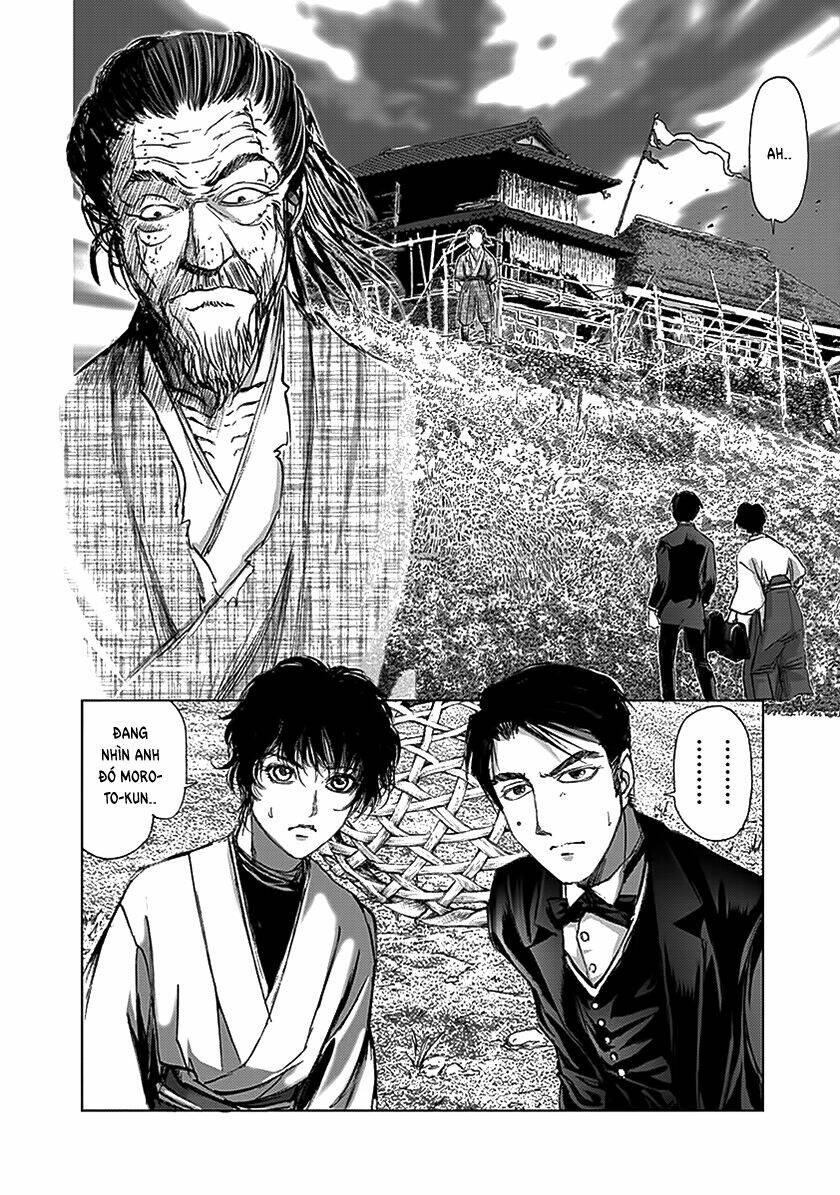 AH..
ĐANG
NHÌN ANH
ĐÓ MORO-
TO-KUN..
........